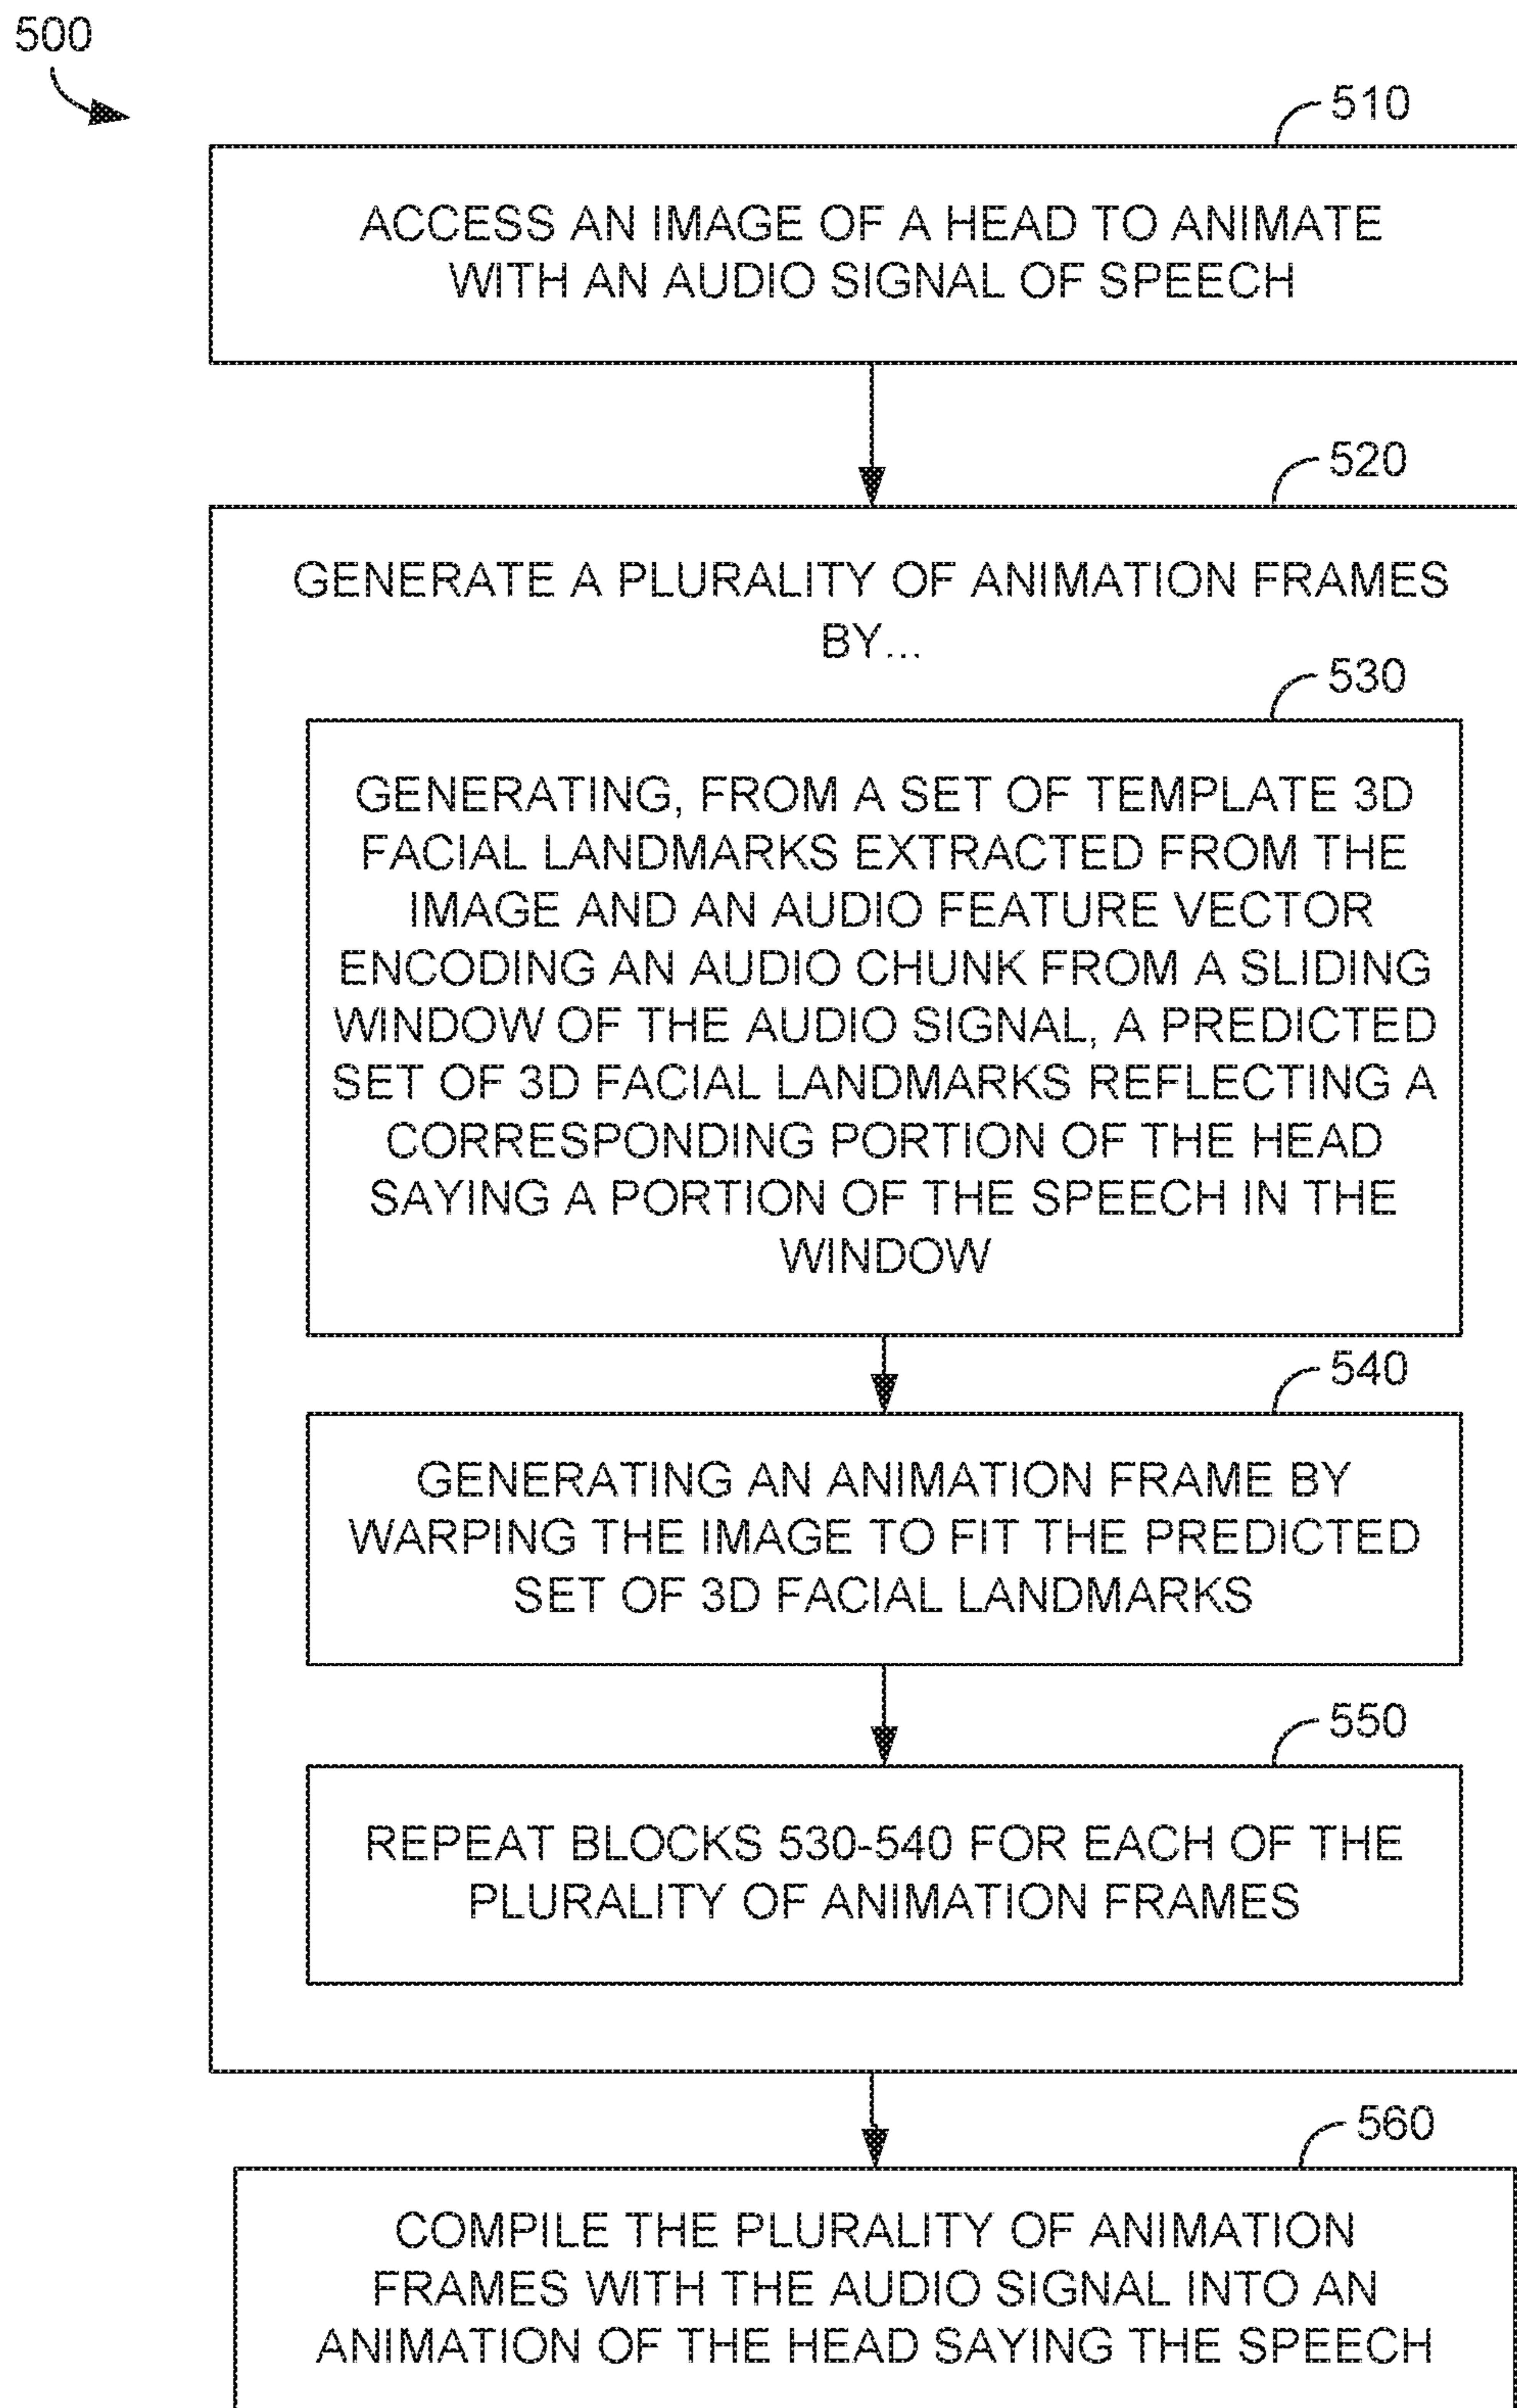 500
510
ACCESS AN IMAGE OF A HEAD TO ANIMATE
WITH AN AUDIO SIGNAL OF SPEECH
520
GENERATE A PLURALITY OF ANIMATION FRAMES
BY...
530
GENERATING, FROM A SET OF TEMPLATE 3D
FACIAL LANDMARKS EXTRACTED FROM THE
IMAGE AND AN AUDIO FEATURE VECTOR
ENCODING AN AUDIO CHUNK FROM A SLIDING
WINDOW OF THE AUDIO SIGNAL, A PREDICTED
SET OF 3D FACIAL LANDMARKS REFLECTING A
CORRESPONDING PORTION OF THE HEAD
SAYING A PORTION OF THE SPEECH IN THE
WINDOW
540
GENERATING AN ANIMATION FRAME BY
WARPING THE IMAGE TO FIT THE PREDICTED
SET OF 3D FACIAL LANDMARKS
550
REPEAT BLOCKS 530-540 FOR EACH OF THE
PLURALITY OF ANIMATION FRAMES
560
COMPILE THE PLURALITY OF ANIMATION
FRAMES WITH THE AUDIO SIGNAL INTO AN
ANIMATION OF THE HEAD SAYING THE SPEECH